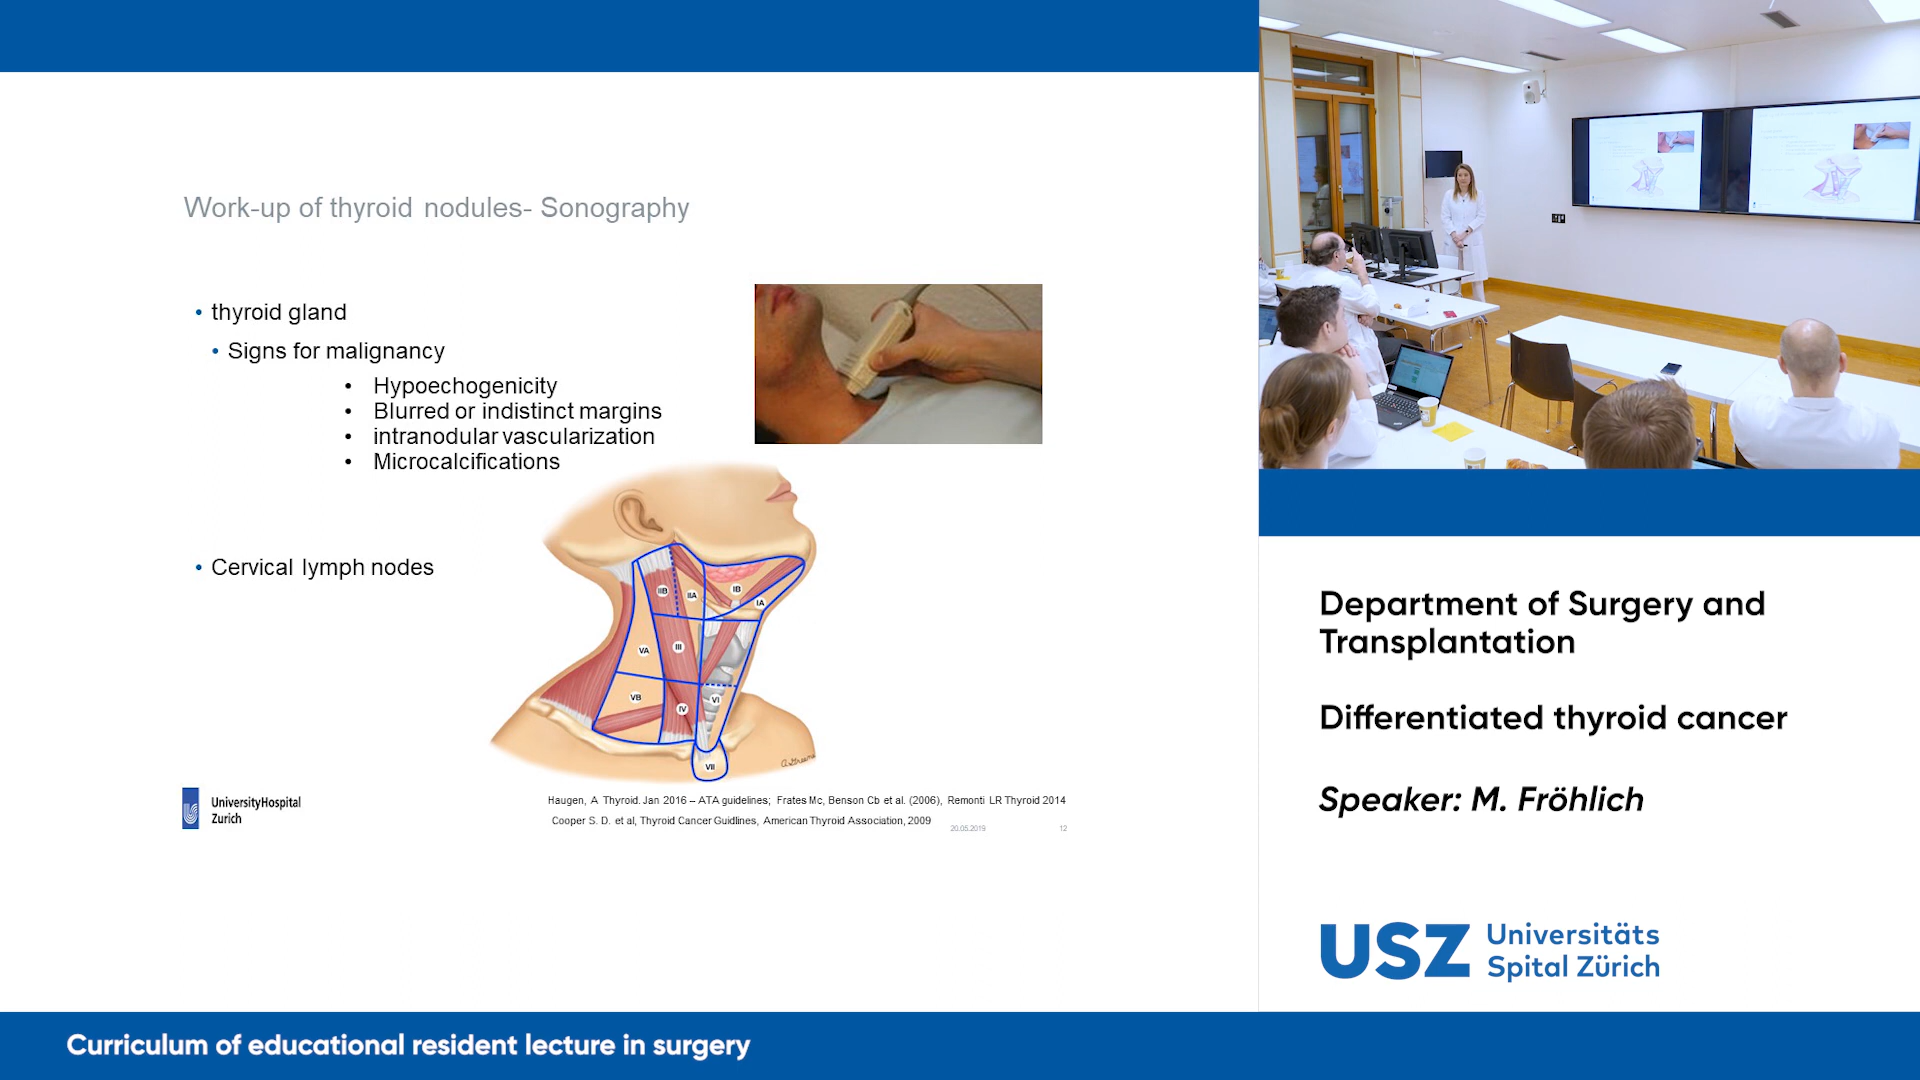 Work-up of thyroid nodules- Sonography
• thyroid gland
• Signs for malignancy
• Hypoechogenicity
• Blurred or indistinct margins
• intranodular vascularization
• Microcalcifications
• Cervical lymph nodes
IIB
IIA
IB
IA
VA
III
VB
IV
VI
VII
UniversityHospital
Zurich
Haugen, A Thyroid. Jan 2016 – ATA guidelines; Frates Mc, Benson Cb et al. (2006), Remonti LR Thyroid 2014
Cooper S. D. et al, Thyroid Cancer Guidlines, American Thyroid Association, 2009
20.05.2019
12
Department of Surgery and
Transplantation
Differentiated thyroid cancer
Speaker: M. Fröhlich
USZ Universitäts
Spital Zürich
Curriculum of educational resident lecture in surgery